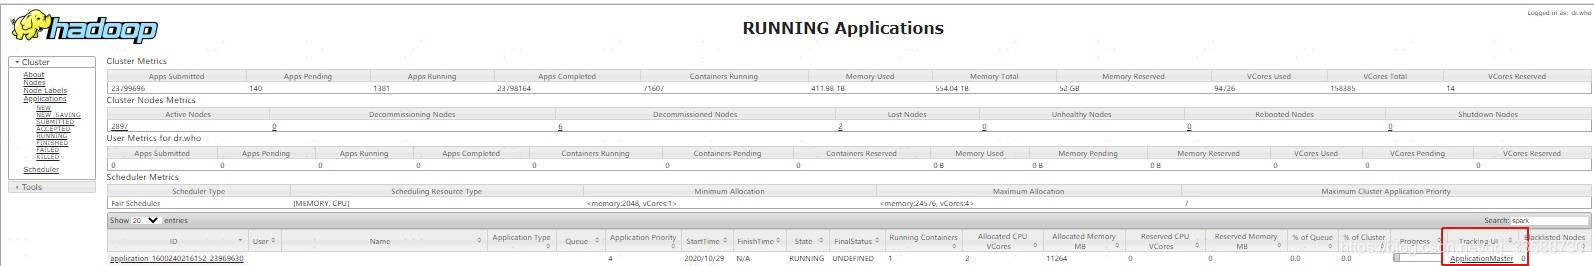 Logged in as: dr.who
hadoop
RUNNING Applications
Cluster
About
Nodes
Node Labels
Applications
NEW
NEW_SAVING
SUBMITTED
ACCEPTED
RUNNING
FINISHED
FAILED
KILLED
Scheduler
Tools
Cluster Metrics
Apps Submitted Apps Pending Apps Running Apps Completed Containers Running Memory Used Memory Total Memory Reserved VCores Used VCores Total VCores Reserved
23799696 140 1381 23798164 71607 411.98 TB 554.04 TB 52 GB 94726 158385 14
Cluster Nodes Metrics
Active Nodes Decommissioning Nodes Decommissioned Nodes Lost Nodes Unhealthy Nodes Rebooted Nodes Shutdown Nodes
2897 0 6 2 0 0 0
User Metrics for dr.who
Apps Submitted Apps Pending Apps Running Apps Completed Containers Running Containers Pending Containers Reserved Memory Used Memory Pending Memory Reserved VCores Used VCores Pending VCores Reserved
0 0 0 0 0 0 0 0 B 0 B 0 B 0 0 0
Scheduler Metrics
Scheduler Type Scheduling Resource Type Minimum Allocation Maximum Allocation Maximum Cluster Application Priority
Fair Scheduler [MEMORY, CPU] <memory:2048, vCores:1> <memory:24576, vCores:4> 7
Show 20 entries Search: spark
ID User Name Application Type Queue Application Priority StartTime FinishTime State FinalStatus Running Containers Allocated CPU VCores Allocated Memory MB Reserved CPU VCores Reserved Memory MB % of Queue % of Cluster Progress Tracking UI Blacklisted Nodes
application_1600240216152_23969630 4 2020/10/29 N/A RUNNING UNDEFINED 1 2 11264 0 0 0.0 0.0 ApplicationMaster 0